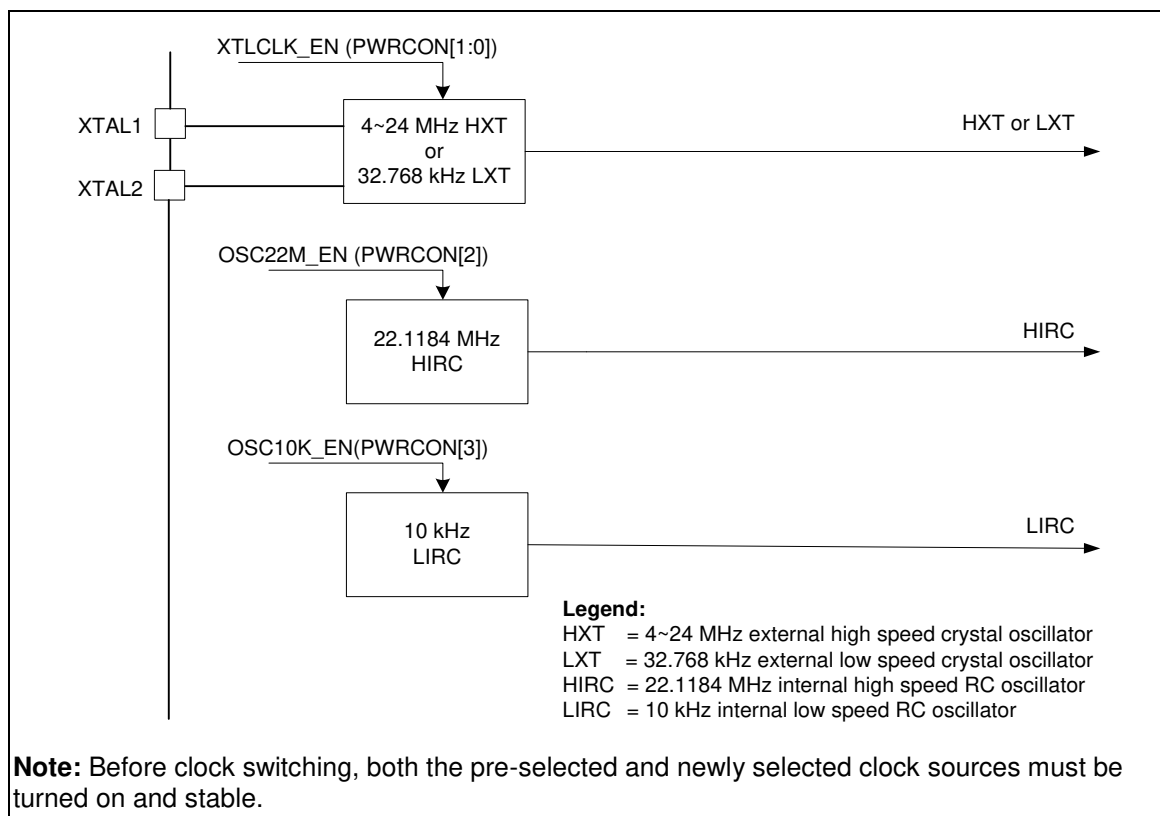 XTLCLK_EN (PWRCON[1:0])
XTAL1
XTAL2
4~24 MHz HXT
or
32.768 kHz LXT
HXT or LXT
OSC22M_EN (PWRCON[2])
22.1184 MHz
HIRC
HIRC
OSC10K_EN(PWRCON[3])
10 kHz
LIRC
LIRC
Legend:
HXT = 4~24 MHz external high speed crystal oscillator
LXT = 32.768 kHz external low speed crystal oscillator
HIRC = 22.1184 MHz internal high speed RC oscillator
LIRC = 10 kHz internal low speed RC oscillator
Note: Before clock switching, both the pre-selected and newly selected clock sources must be
turned on and stable.